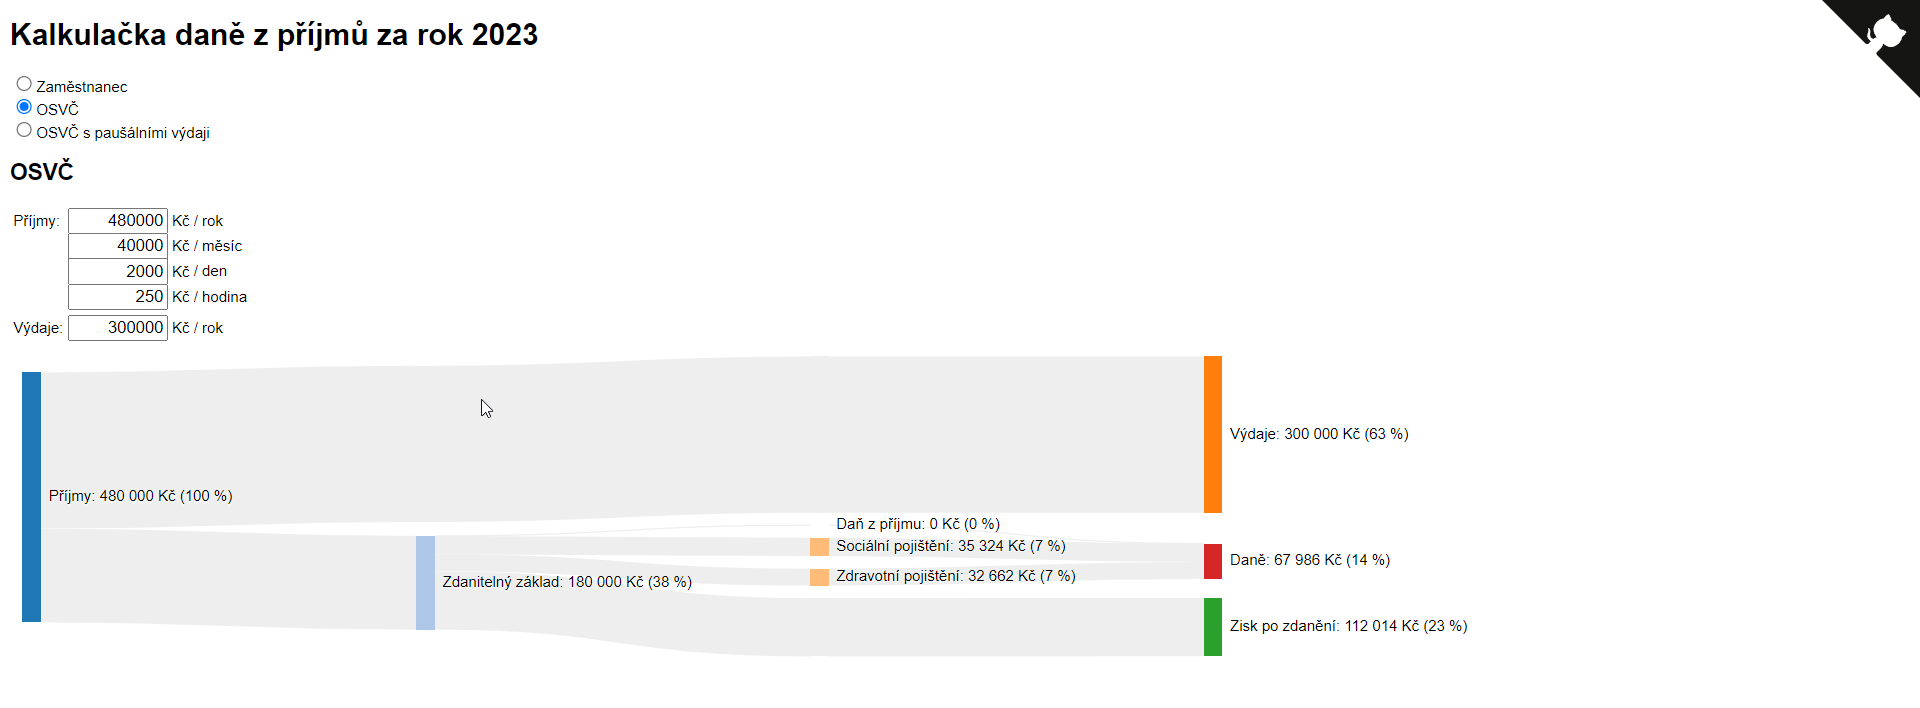 Kalkulačka daně z příjmů za rok 2023
Zaměstnanec
OSVČ
OSVČ s paušálními výdaji
OSVČ
Příjmy: 480000 Kč / rok
40000 Kč / měsíc
2000 Kč / den
250 Kč / hodina
Výdaje: 300000 Kč / rok
Výdaje: 300 000 Kč (63 %)
Příjmy: 480 000 Kč (100 %)
Daň z příjmu: 0 Kč (0 %)
Sociální pojištění: 35 324 Kč (7 %)
Daně: 67 986 Kč (14 %)
Zdravotní pojištění: 32 662 Kč (7 %)
Zdanitelný základ: 180 000 Kč (38 %)
Zisk po zdanění: 112 014 Kč (23 %)